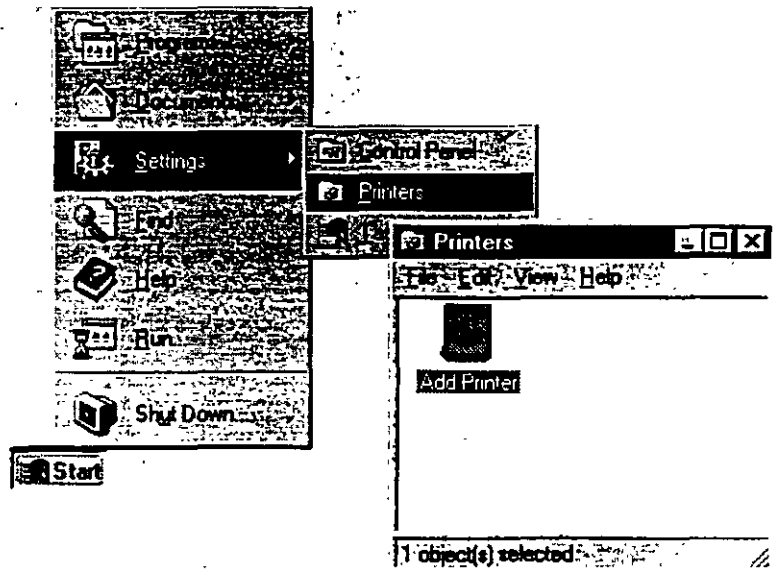 Programs
Documents
Settings
Find
Help
Run...
Shut Down...
Start
Control Panel
Printers
Printers
File Edit View Help
Add Printer
1 object(s) selected